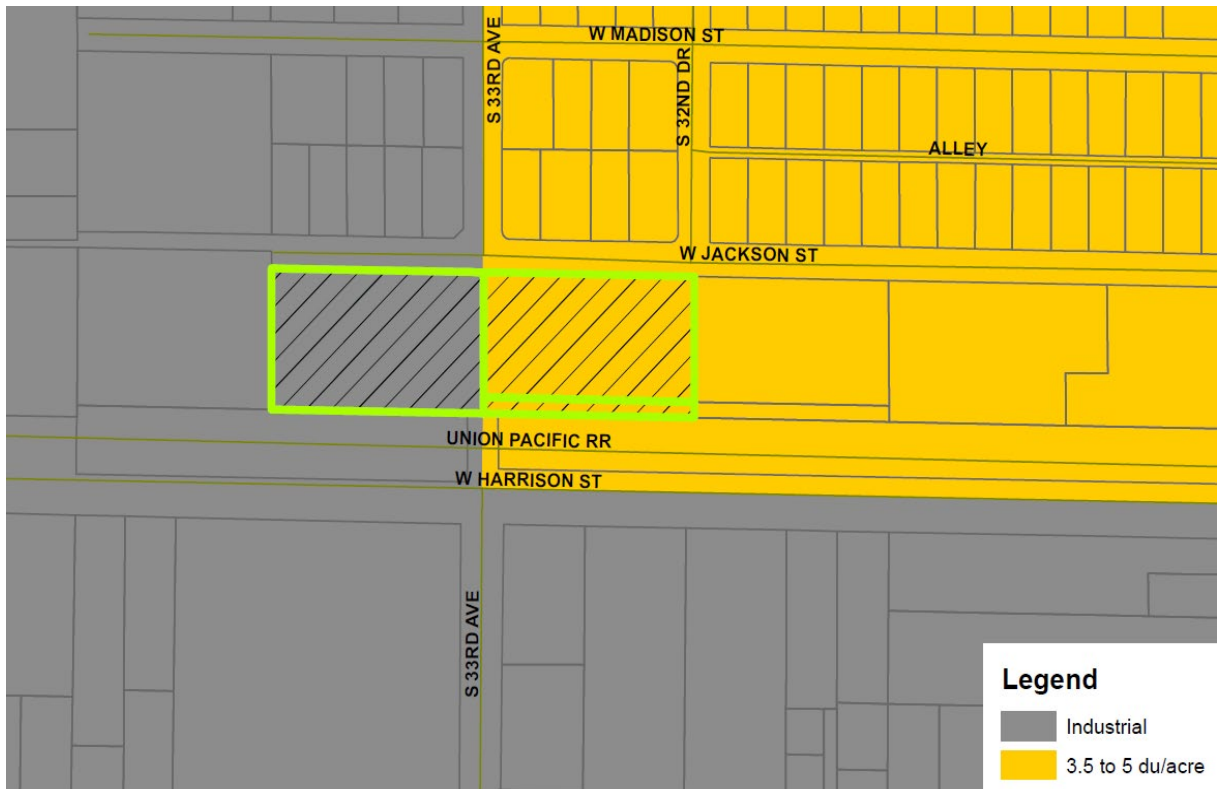 W MADISON ST
S 33RD AVE
S 32ND DR
ALLEY
W JACKSON ST
UNION PACIFIC RR
W HARRISON ST
S 33RD AVE
Legend
Industrial
3.5 to 5 du/acre